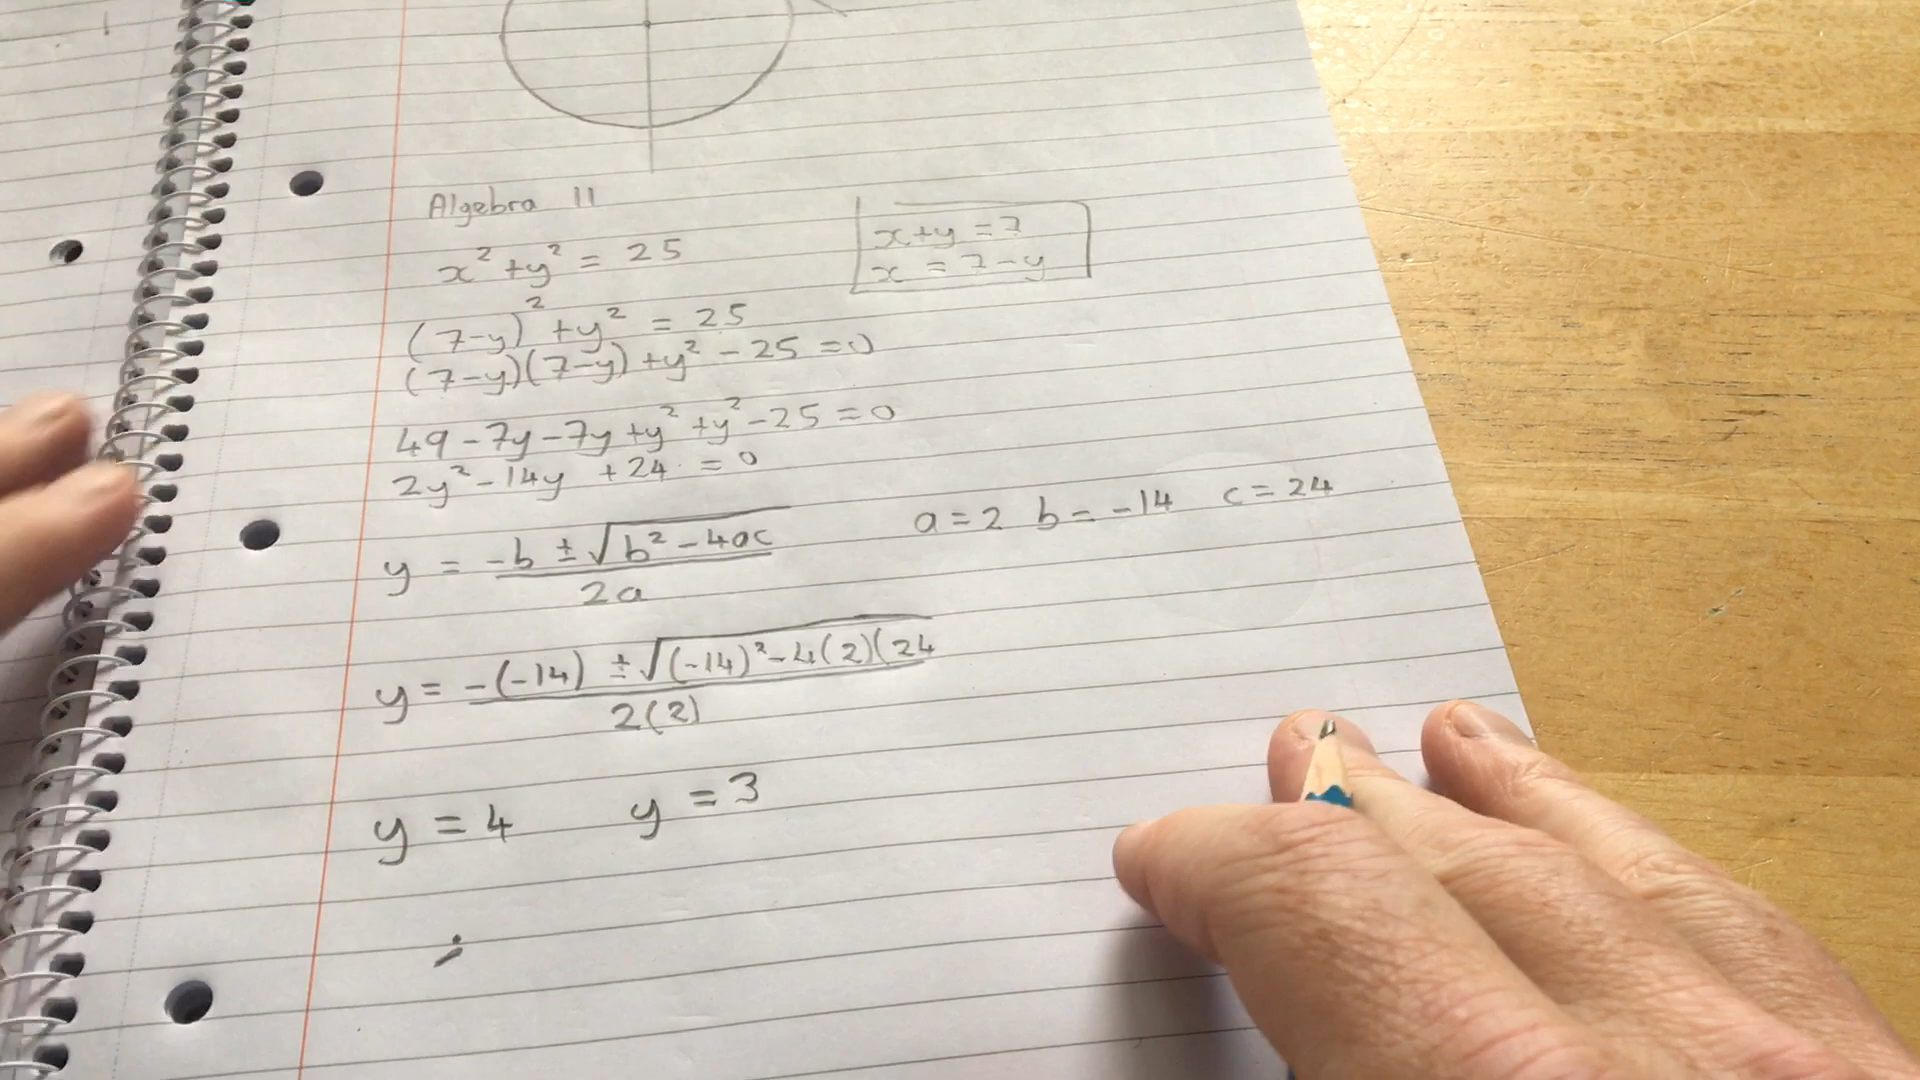 Algebra 11
x² + y² = 25
x + y = 7
x = 7 - y
(7-y)² + y² = 25
(7-y)(7-y) + y² - 25 = 0
49 - 7y - 7y + y² + y² - 25 = 0
2y² - 14y + 24 = 0
a = 2 b = -14 c = 24
y = -b ± √b² - 4ac
2a
y = -(-14) ± √(-14)² - 4(2)(24
2(2)
y = 4 y = 3